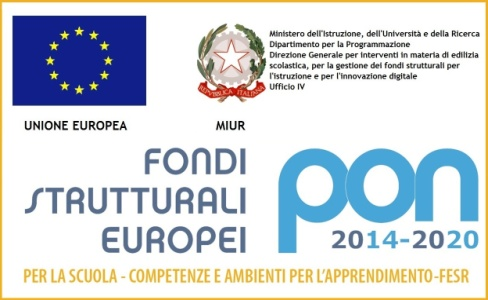 Ministero dell'Istruzione, dell'Università e della Ricerca
Dipartimento per la Programmazione
Direzione Generale per interventi in materia di edilizia
scolastica, per la gestione dei fondi strutturali per
l'istruzione e per l'innovazione digitale
Ufficio IV
REPVBBLICA ITALIANA
UNIONE EUROPEA
MIUR
FONDI
STRUTTURALI
EUROPEI
pon
2014-2020
PER LA SCUOLA - COMPETENZE E AMBIENTI PER L'APPRENDIMENTO-FESR